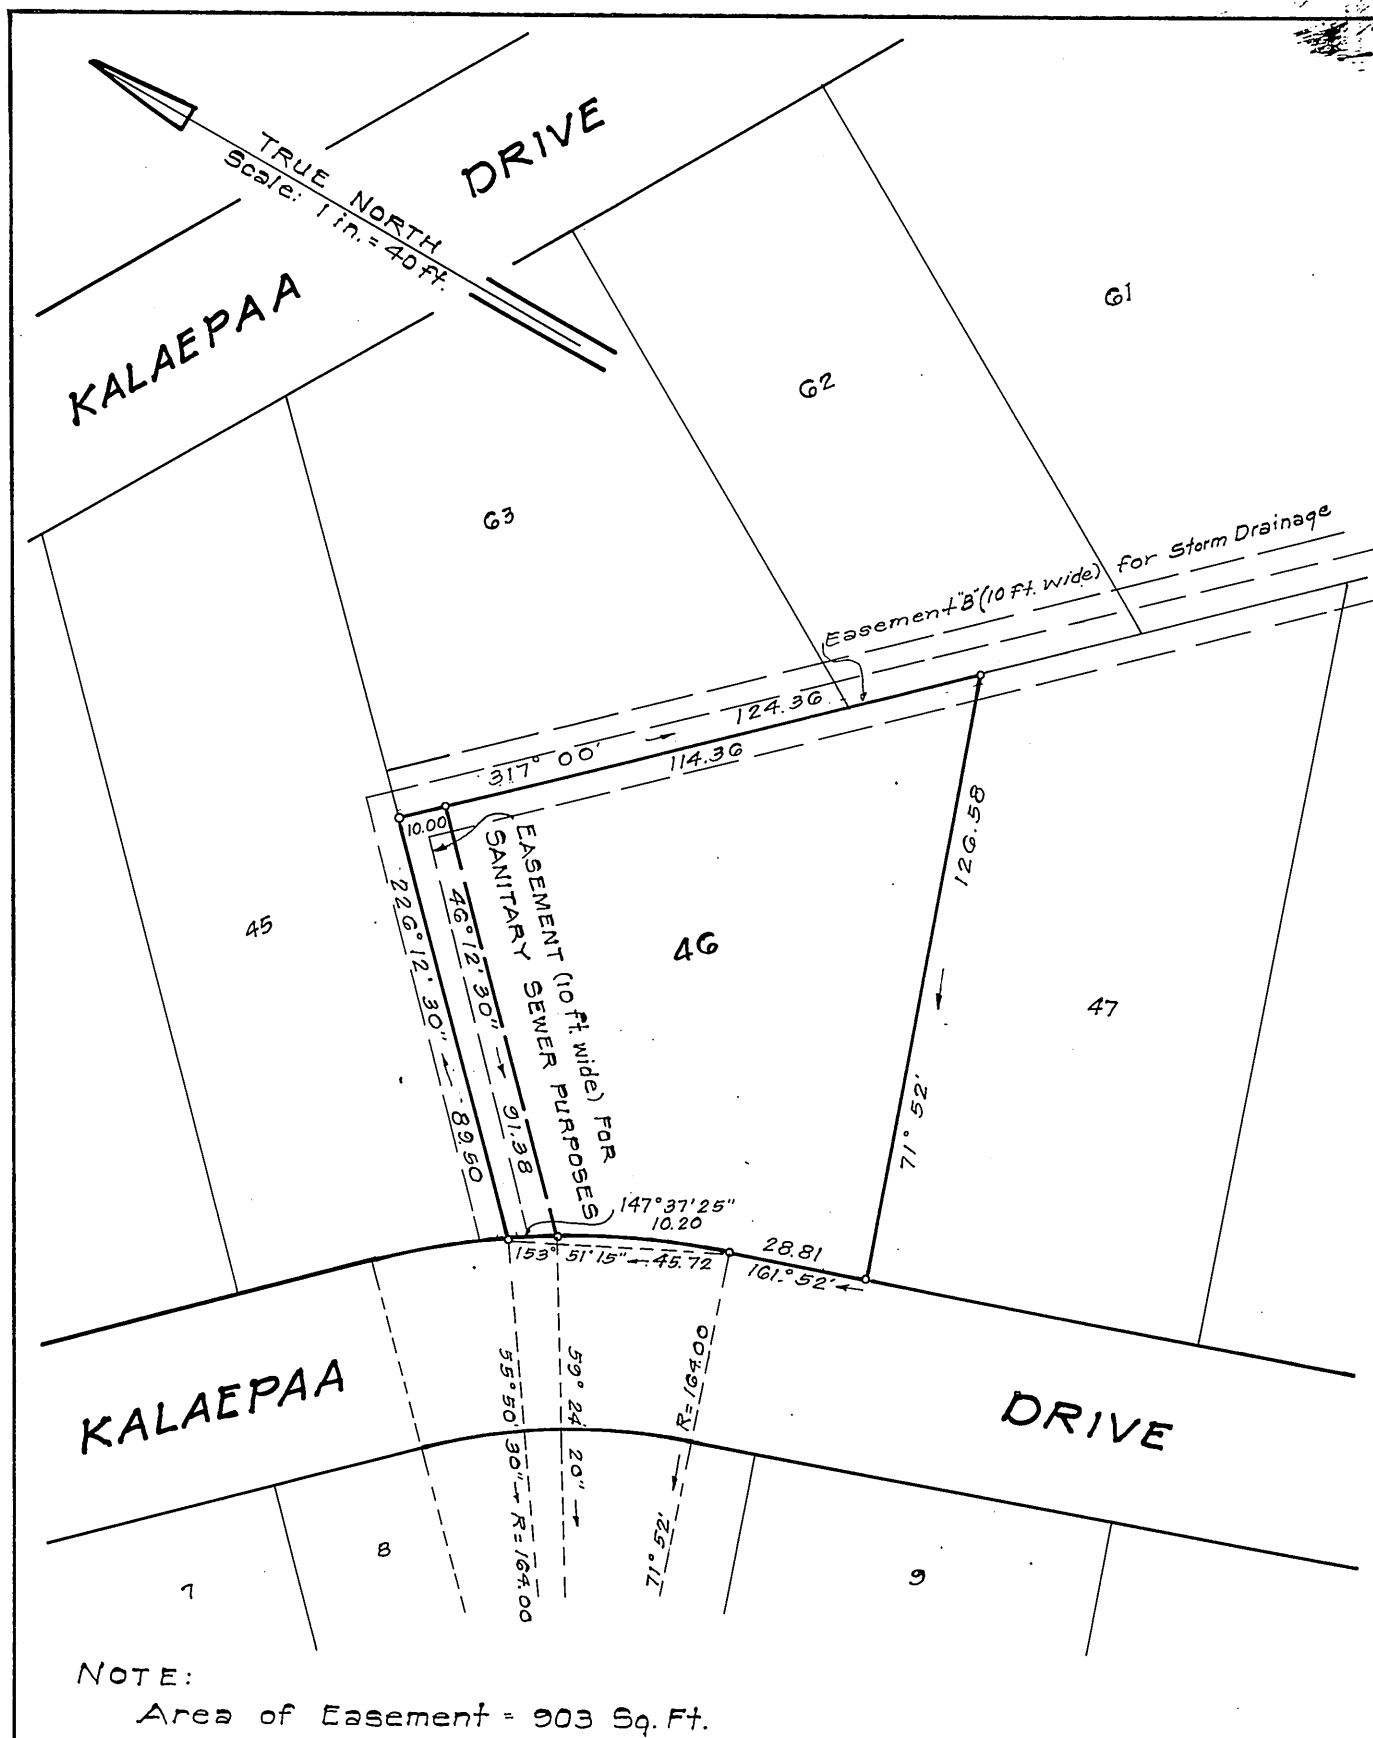 TRUE NORTH
Scale: 1 in. = 40 ft.
KALAEPAA DRIVE
61
62
63
Easement "B" (10 ft. wide) for Storm Drainage
124.36
317° 00'
114.36
10.00
EASEMENT (10 ft. wide) FOR
SANITARY SEWER PURPOSES
226° 12' 30" 89.50
46° 12' 30" 91.38
126.58
71° 52'
45
46
47
147° 37' 25"
10.20
153° 51' 15" 45.72
28.81
161° 52'
55° 50' 30" R=164.00
59° 24' 20"
R=164.00
71° 52'
KALAEPAA DRIVE
7
8
9
NOTE:
Area of Easement = 903 Sq. Ft.